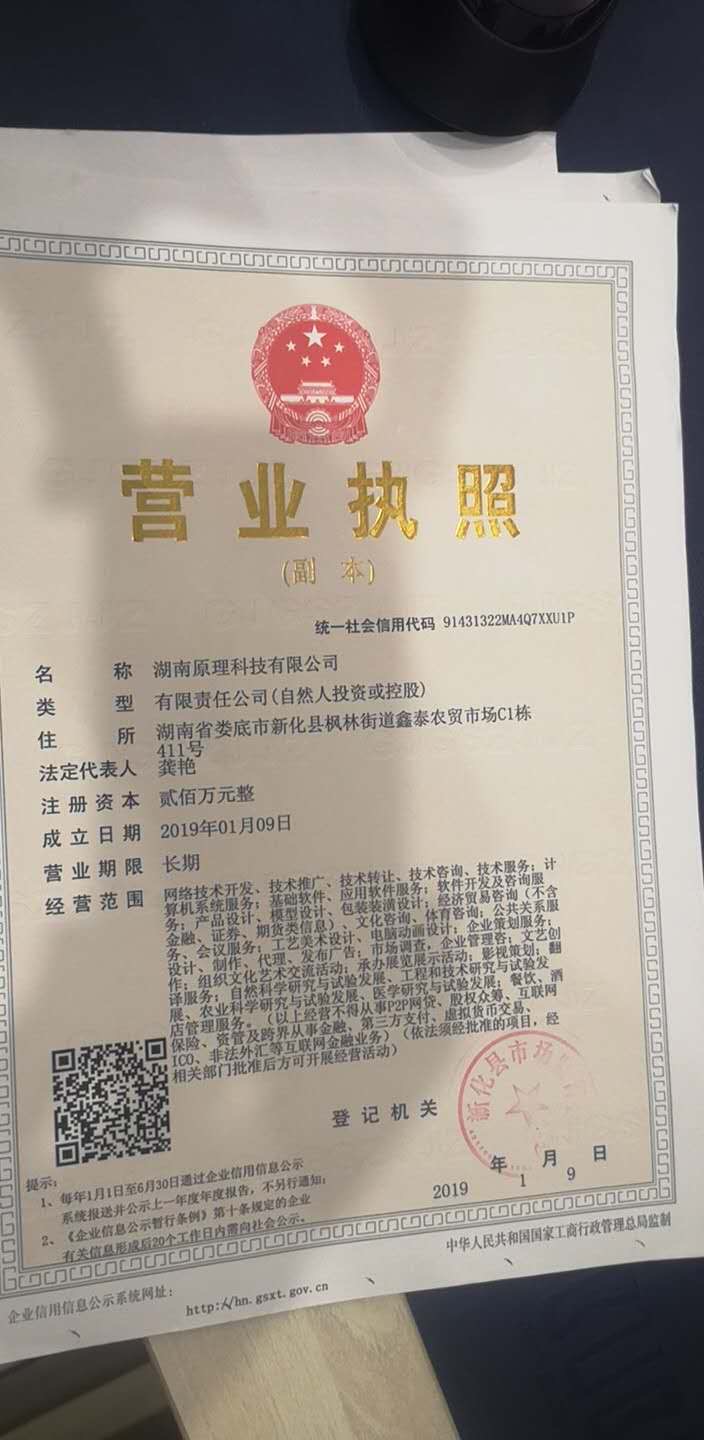 营业执照
(副 本)
统一社会信用代码 91431322MA4Q7XXU1P
名 称 湖南原理科技有限公司
类 型 有限责任公司(自然人投资或控股)
住 所 湖南省娄底市新化县枫林街道鑫泰农贸市场C1栋
411号
法定代表人 龚艳
注册资本 贰佰万元整
成立日期 2019年01月09日
营业期限 长期
经营范围 网络技术开发、技术推广、技术转让、技术咨询、技术服务；计
算机系统服务；基础软件、应用软件服务；软件开发及咨询服
务；产品设计、模型设计、包装装潢设计；经济贸易咨询（不含
金融、证券、期货类信息）、文化咨询、体育咨询；公共关系服
务、会议服务；工艺美术设计、电脑动画设计；企业策划服务；
设计、制作、代理、发布广告；市场调查，企业管理咨；文艺创
作；组织文化艺术交流活动；承办展览展示活动；影视策划；翻
译服务；自然科学研究与试验发展、工程和技术研究与试验发
展、农业科学研究与试验发展、医学研究与试验发展；餐饮、酒
店管理服务。（以上经营不得从事P2P网贷、股权众筹、互联网
保险、资管及跨界从事金融、第三方支付、虚拟货币交易、
ICO、非法外汇等互联网金融业务）（依法须经批准的项目，经
相关部门批准后方可开展经营活动）
登记机关
新化县市场
年 月 日
2019 1 9
提示：
1、每年1月1日至6月30日通过企业信用信息公示
系统报送并公示上一年度年度报告，不另行通知；
2、《企业信息公示暂行条例》第十条规定的企业
有关信息形成后20个工作日内需向社会公示。
企业信用信息公示系统网址： http://hn.gsxt.gov.cn
中华人民共和国国家工商行政管理总局监制